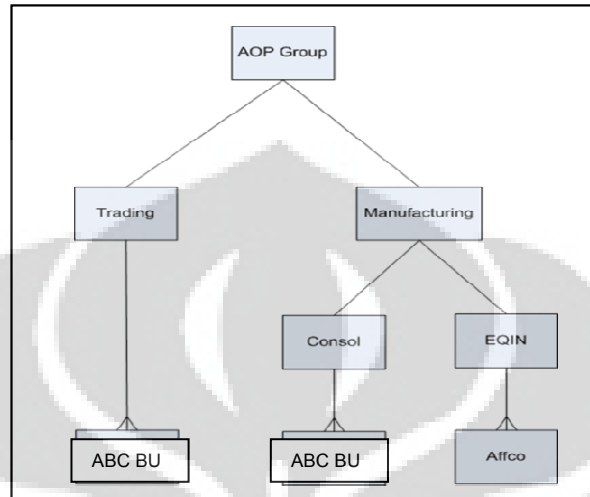 AOP Group
Trading
Manufacturing
Consol
EQIN
ABC BU
ABC BU
Affco